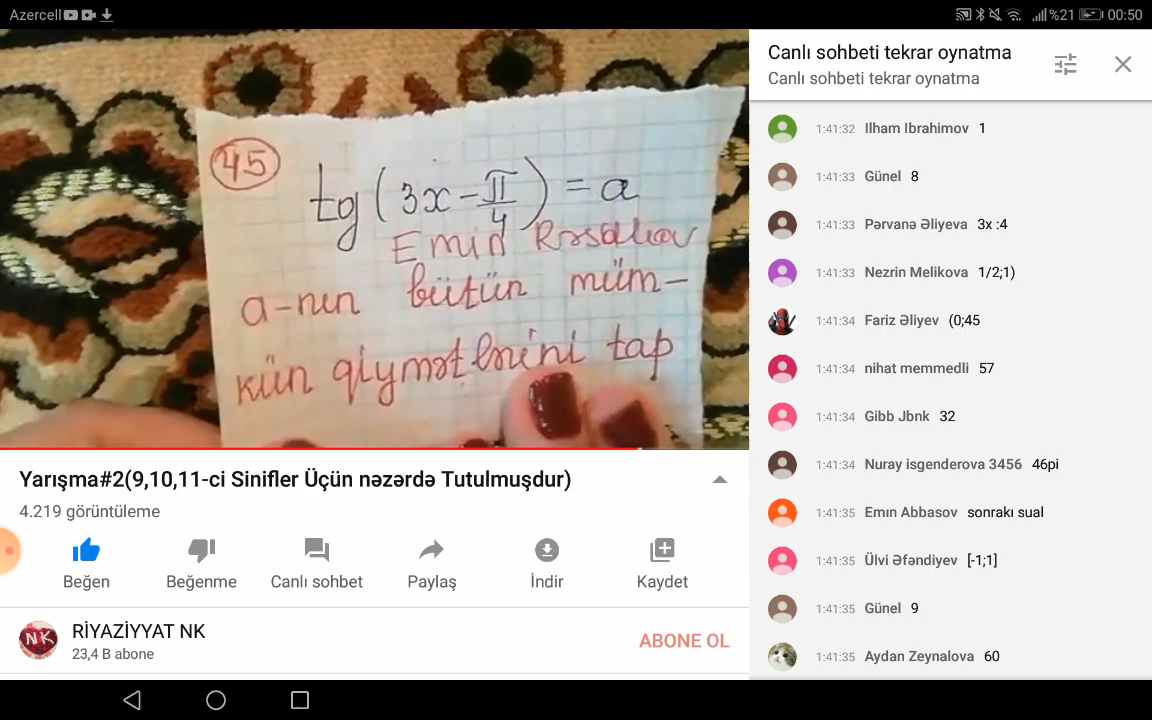 Azercell
%21
00:50
45
tg(3x-π/4)=a
Emin Rəsulov
a-nın bütün müm-
kün qiymətlərini tap
Yarışma#2(9,10,11-ci Sinifler Üçün nəzərdə Tutulmuşdur)
4.219 görüntüleme
Beğen
Beğenme
Canlı sohbet
Paylaş
İndir
Kaydet
NK
RİYAZİYYAT NK
23,4 B abone
ABONE OL
Canlı sohbeti tekrar oynatma
Canlı sohbeti tekrar oynatma
1:41:32 Ilham Ibrahimov 1
1:41:33 Günel 8
1:41:33 Pərvanə Əliyeva 3x :4
1:41:33 Nezrin Melikova 1/2;1)
1:41:34 Fariz Əliyev (0;45
1:41:34 nihat memmedli 57
1:41:34 Gibb Jbnk 32
1:41:34 Nuray isgenderova 3456 46pi
1:41:35 Emın Abbasov sonrakı sual
1:41:35 Ülvi Əfəndiyev [-1;1]
1:41:35 Günel 9
1:41:35 Aydan Zeynalova 60